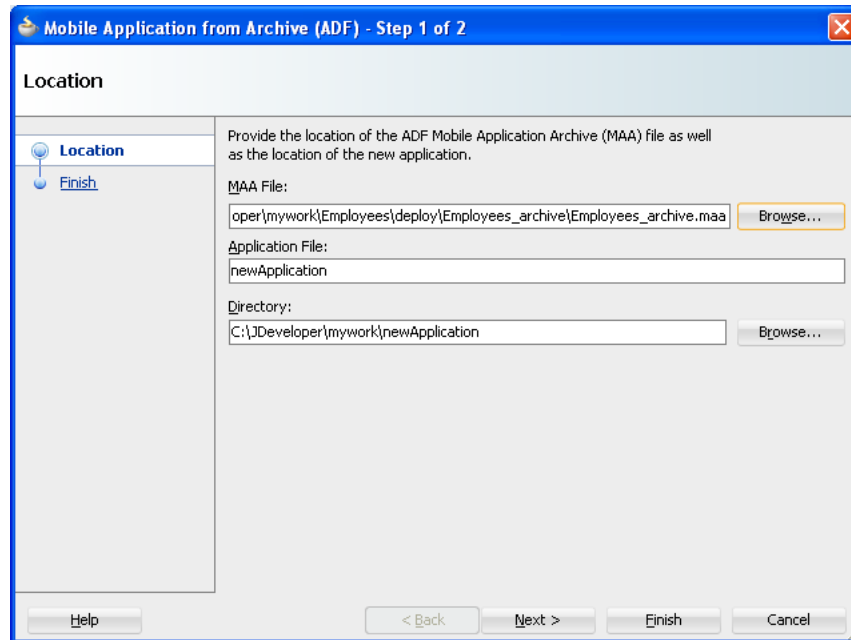 Mobile Application from Archive (ADF) - Step 1 of 2
Location
Location
Finish
Provide the location of the ADF Mobile Application Archive (MAA) file as well
as the location of the new application.
MAA File:
oper\mywork\Employees\deploy\Employees_archive\Employees_archive.maa
Browse...
Application File:
newApplication
Directory:
C:\JDeveloper\mywork\newApplication
Browse...
Help
< Back
Next >
Finish
Cancel